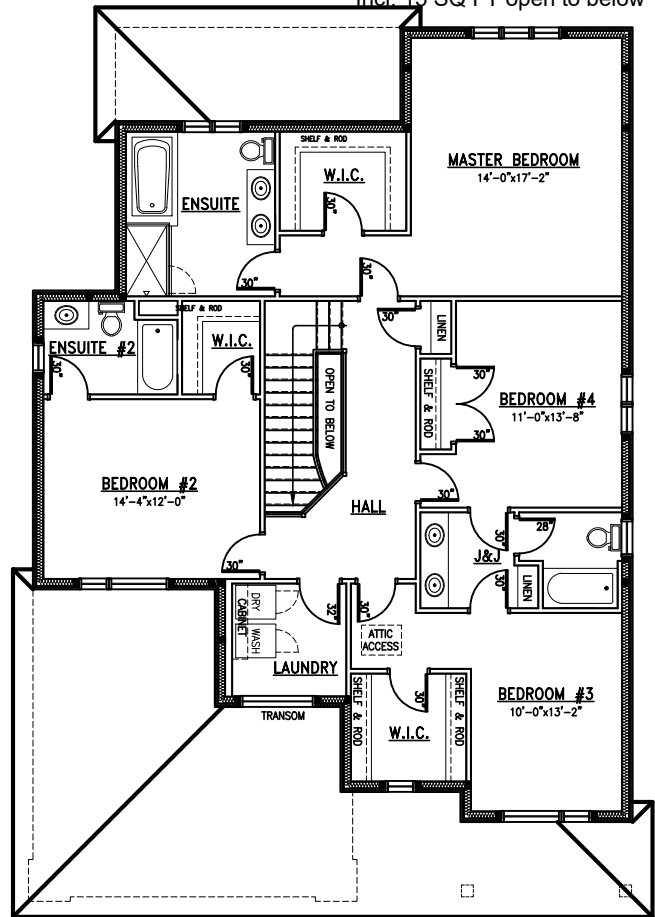 Incl. 15 SQFT open to below
SHELF & ROD
W.I.C.
30"
MASTER BEDROOM
14'-0"x17'-2"
ENSUITE
30"
30"
SHELF & ROD
W.I.C.
30"
ENSUITE #2
30"
30"
LINEN
OPEN TO BELOW
SHELF & ROD
30"
30"
BEDROOM #4
11'-0"x13'-8"
BEDROOM #2
14'-4"x12'-0"
30"
HALL
30"
30"
28"
J&J
30"
LINEN
DRY
CABINET
WASH
32"
LAUNDRY
TRANSOM
30"
ATTIC
ACCESS
SHELF & ROD
30"
SHELF & ROD
W.I.C.
BEDROOM #3
10'-0"x13'-2"